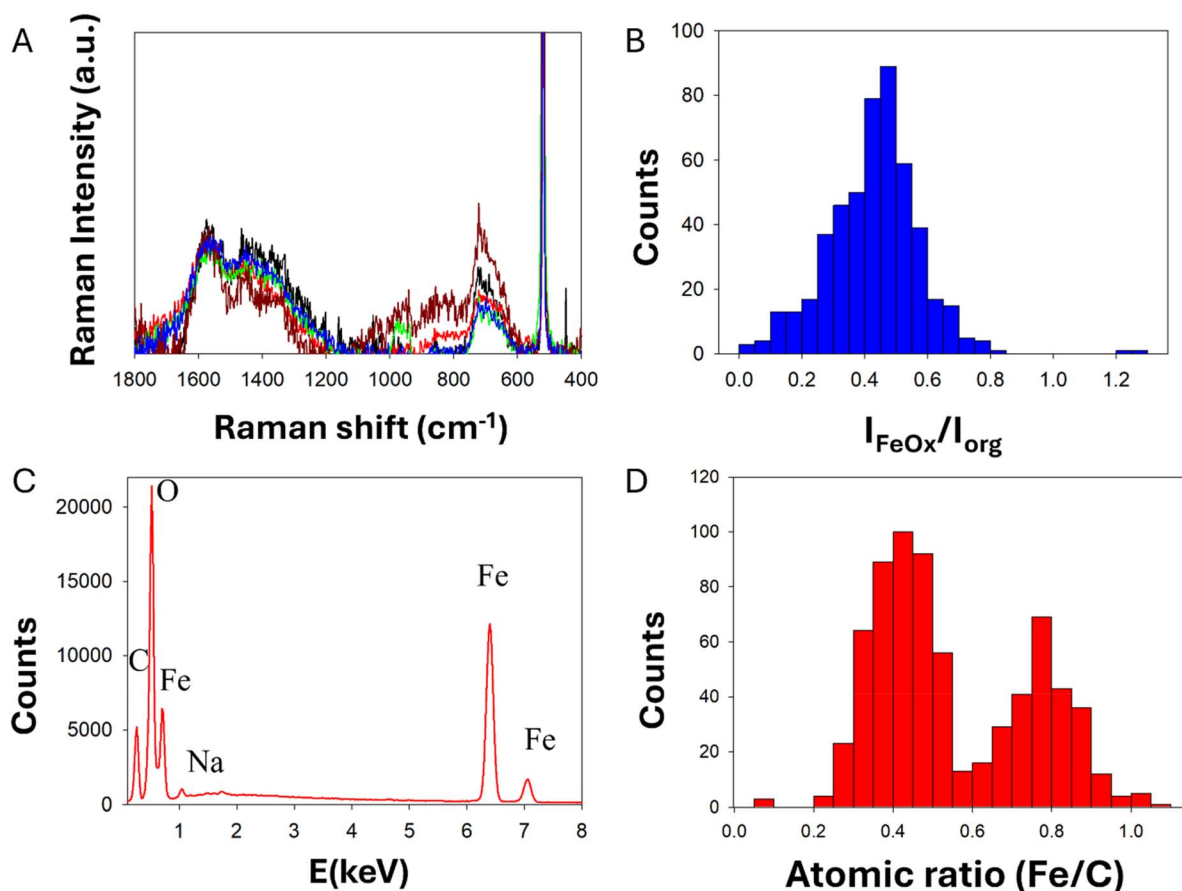 A
Raman Intensity (a.u.)
1800 1600 1400 1200 1000 800 600 400
Raman shift (cm⁻¹)
B
Counts
100
80
60
40
20
0
0.0 0.2 0.4 0.6 0.8 1.0 1.2
I_FeOx/I_org
C
Counts
20000
15000
10000
5000
0
O
C
Fe
Na
Fe
Fe
1 2 3 4 5 6 7 8
E(keV)
D
Counts
120
100
80
60
40
20
0
0.0 0.2 0.4 0.6 0.8 1.0
Atomic ratio (Fe/C)